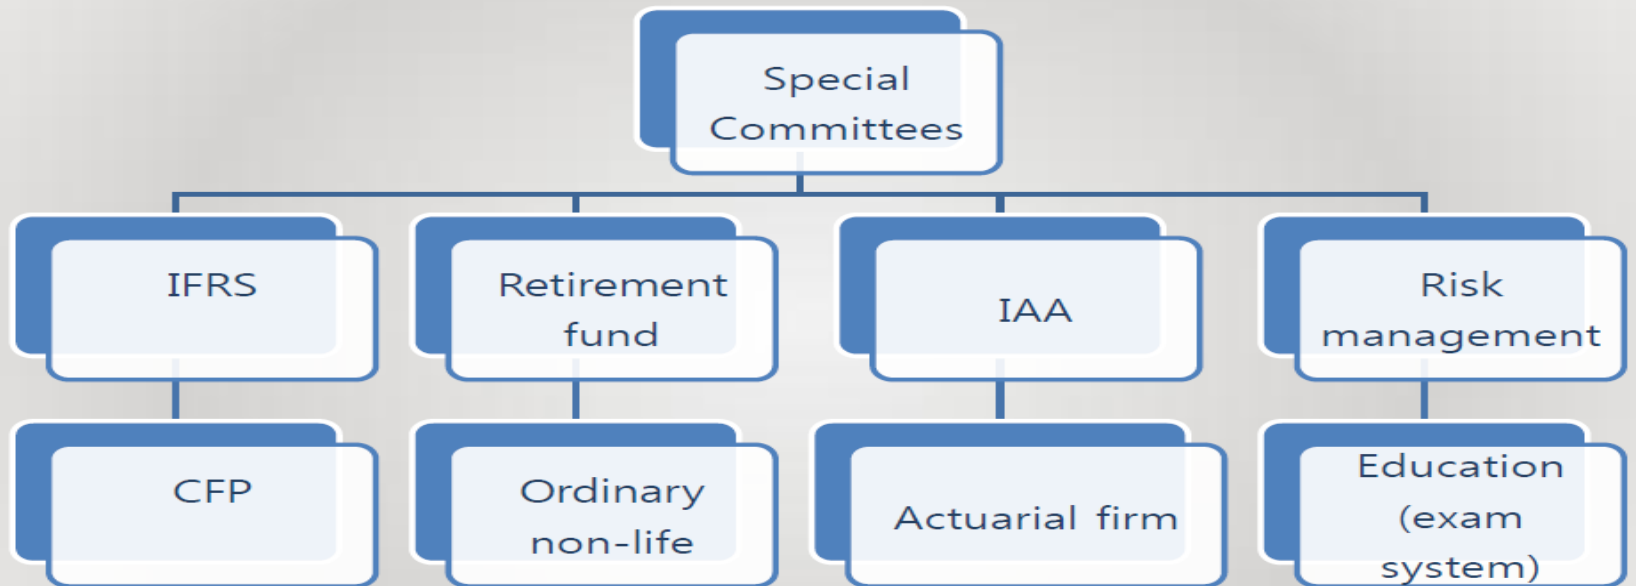 Special
Committees
IFRS
Retirement
fund
IAA
Risk
management
CFP
Ordinary
non-life
Actuarial firm
Education
(exam
system)